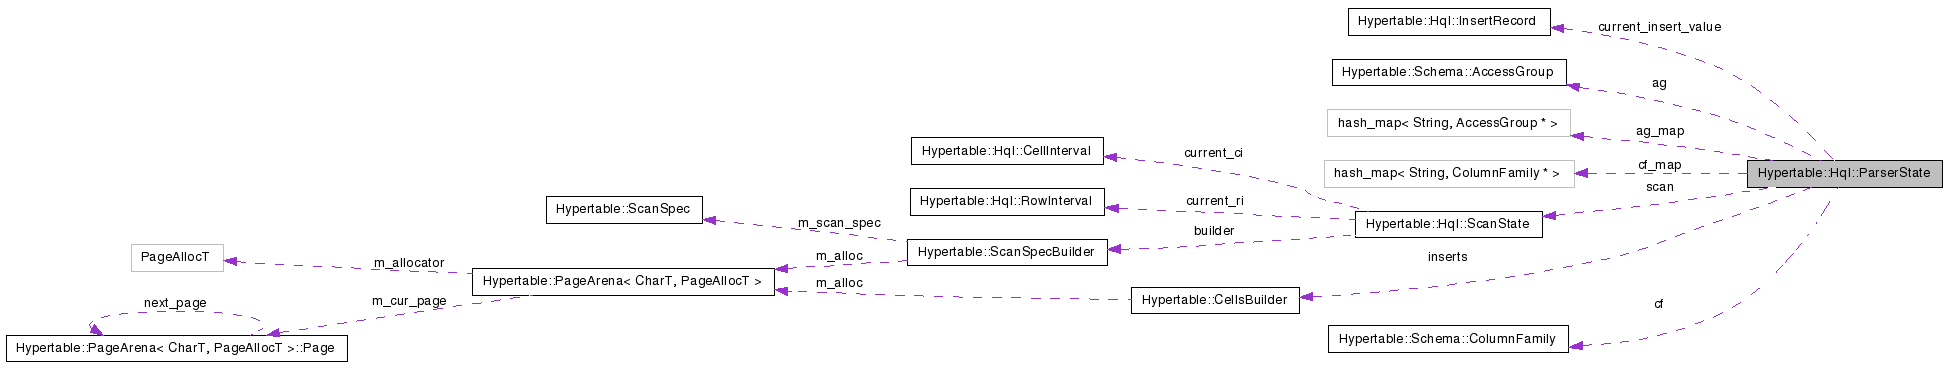 Hypertable::Hql::InsertRecord
current_insert_value
Hypertable::Schema::AccessGroup
ag
hash_map< String, AccessGroup * >
ag_map
Hypertable::Hql::CellInterval
current_ci
hash_map< String, ColumnFamily * >
cf_map
Hypertable::Hql::ParserState
scan
Hypertable::ScanSpec
m_scan_spec
Hypertable::Hql::RowInterval
current_ri
Hypertable::Hql::ScanState
builder
PageAllocT
m_allocator
Hypertable::ScanSpecBuilder
m_alloc
inserts
Hypertable::PageArena< CharT, PageAllocT >
m_alloc
next_page
m_cur_page
Hypertable::CellsBuilder
cf
Hypertable::PageArena< CharT, PageAllocT >::Page
Hypertable::Schema::ColumnFamily